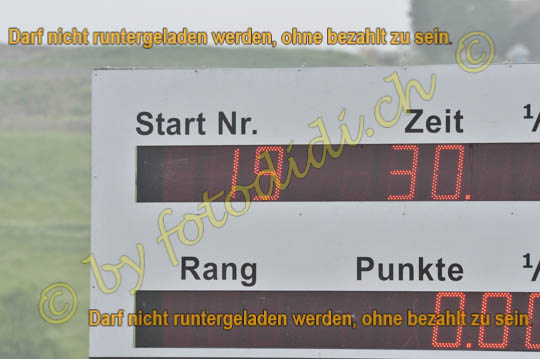 Darf nicht runtergeladen werden, ohne bezahlt zu sein. ©
Start Nr. Zeit ¹/
19 30.
© by fotodidi.ch
Rang Punkte ¹/
0.00
Darf nicht runtergeladen werden, ohne bezahlt zu sein